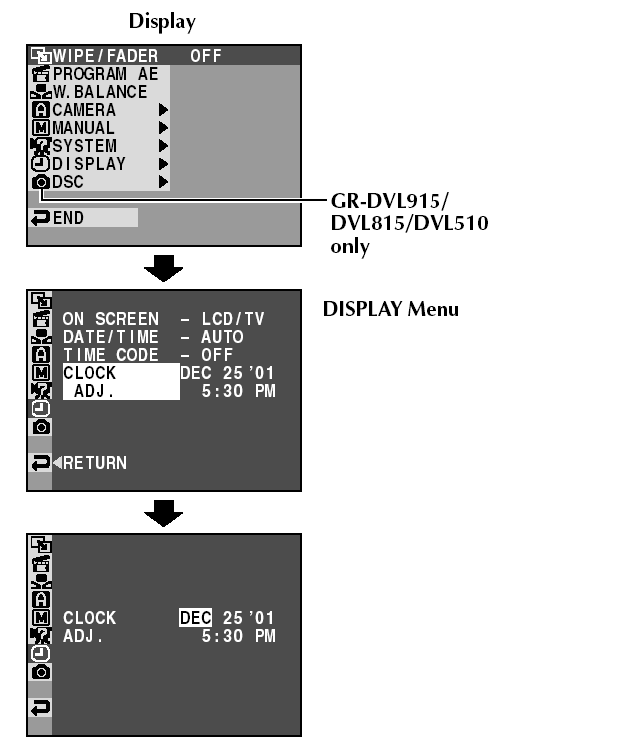 Display
WIPE/FADER OFF
PROGRAM AE
W.BALANCE
A CAMERA
M MANUAL
SYSTEM
DISPLAY
DSC
END
GR-DVL915/
DVL815/DVL510
only
DISPLAY Menu
ON SCREEN – LCD/TV
DATE/TIME – AUTO
A TIME CODE – OFF
M CLOCK DEC 25 '01
ADJ. 5:30 PM
RETURN
A
M CLOCK DEC 25 '01
ADJ. 5:30 PM